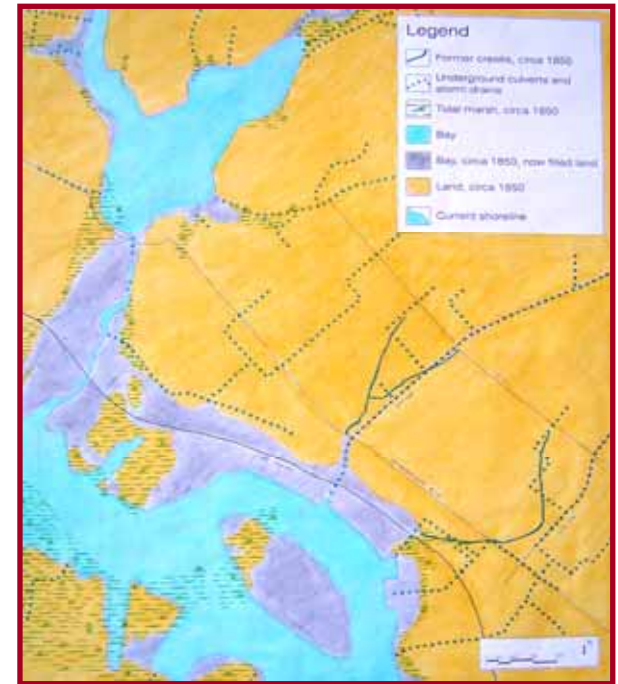 Legend
Former creeks, circa 1850
Underground culverts and
storm drains
Tidal marsh, circa 1850
Bay
Bay, circa 1850, now filled land
Land, circa 1850
Current shoreline